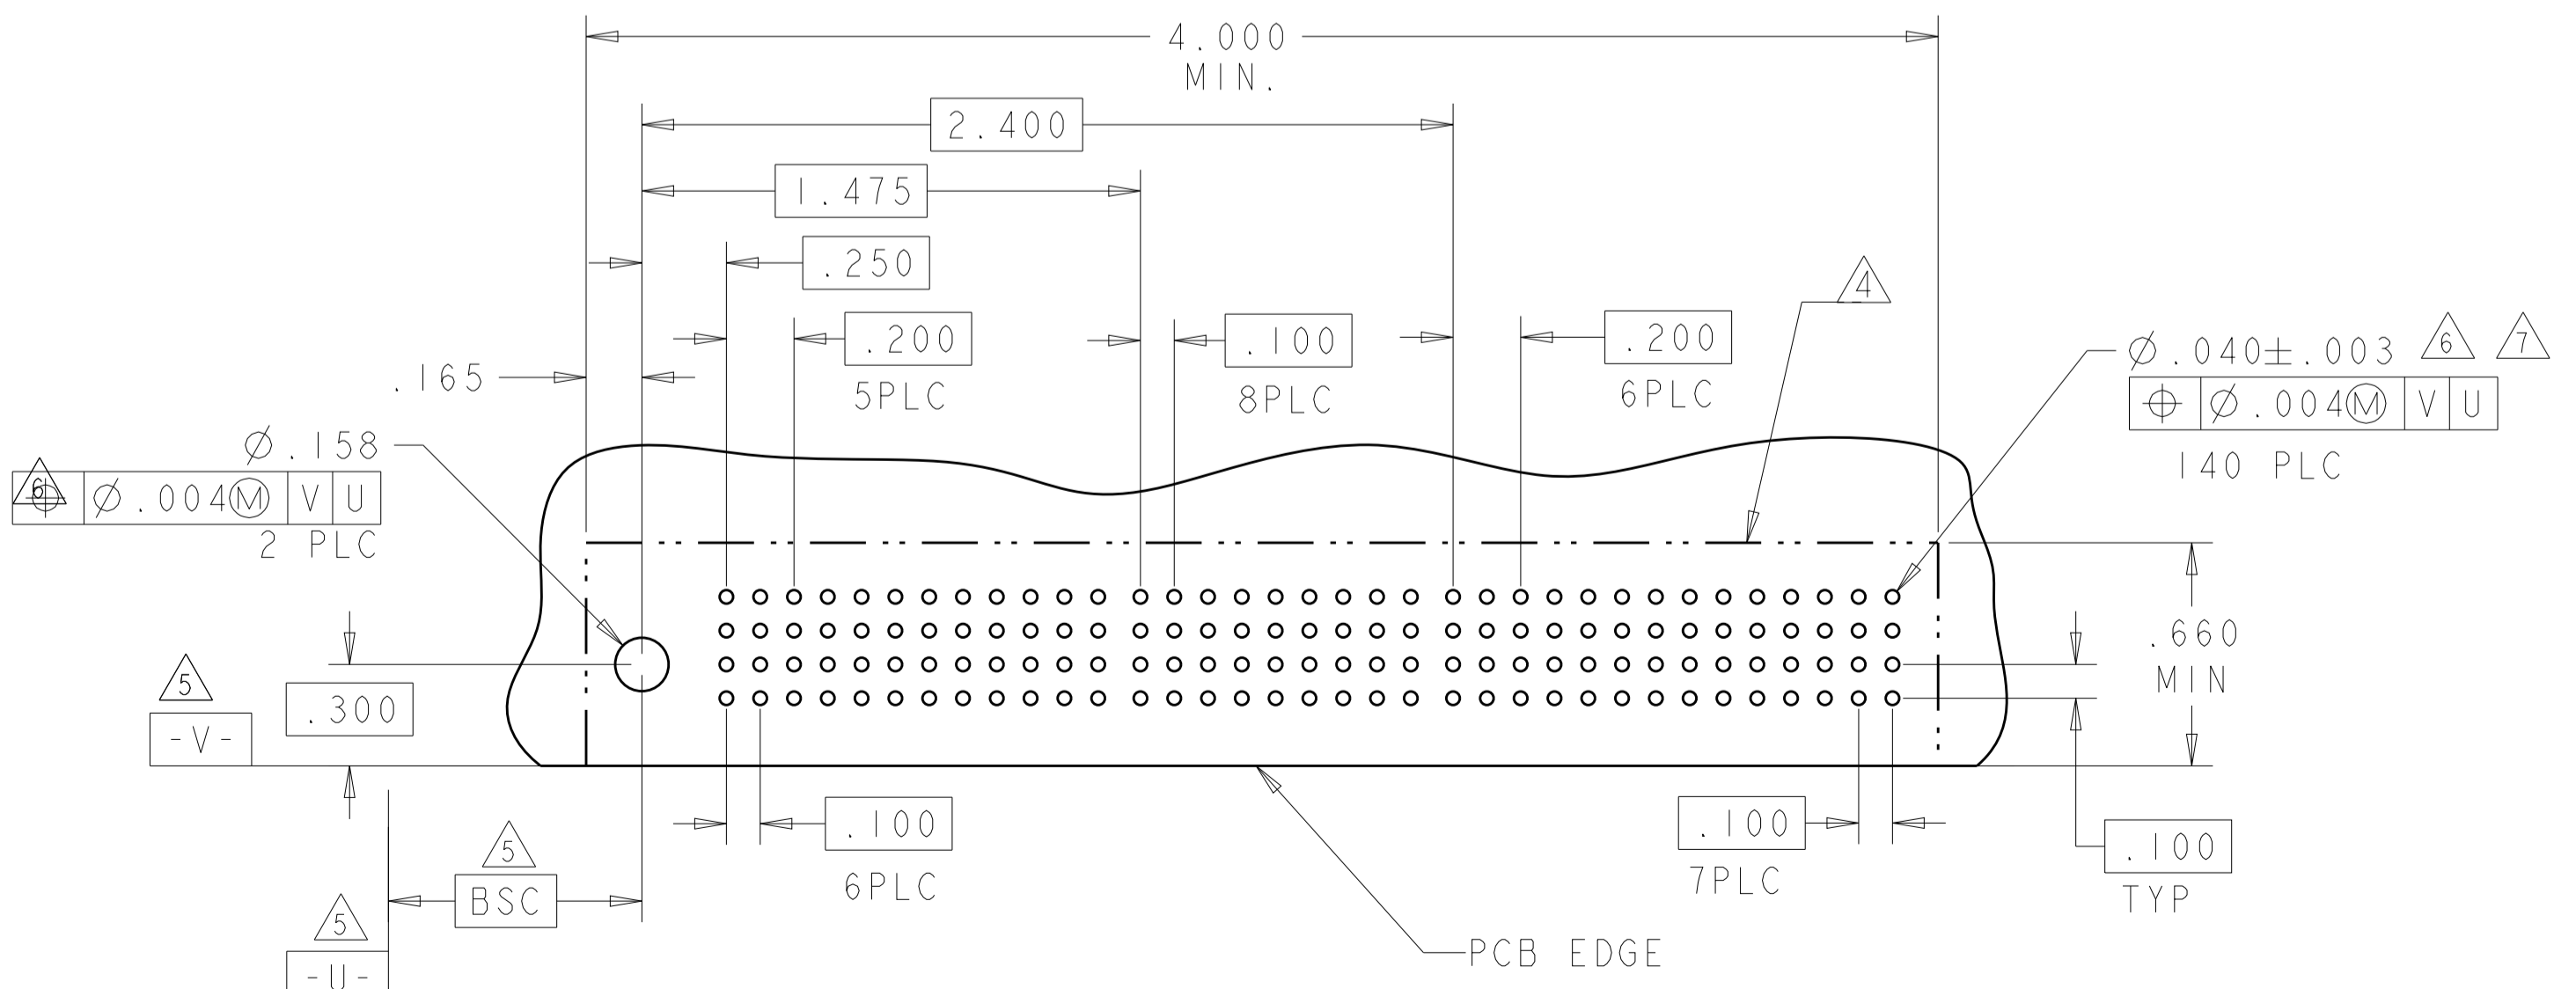 4.000
MIN.
2.400
1.475
.250
4
.200
5PLC
.100
8PLC
.200
6PLC
Ø.040±.003 6 7
⌖ Ø.004Ⓜ V U
140 PLC
.165
Ø.158
6 ⌖ Ø.004Ⓜ V U
2 PLC
.660
MIN
5
-V-
.300
.100
6PLC
.100
7PLC
.100
TYP
5
BSC
5
-U-
PCB EDGE